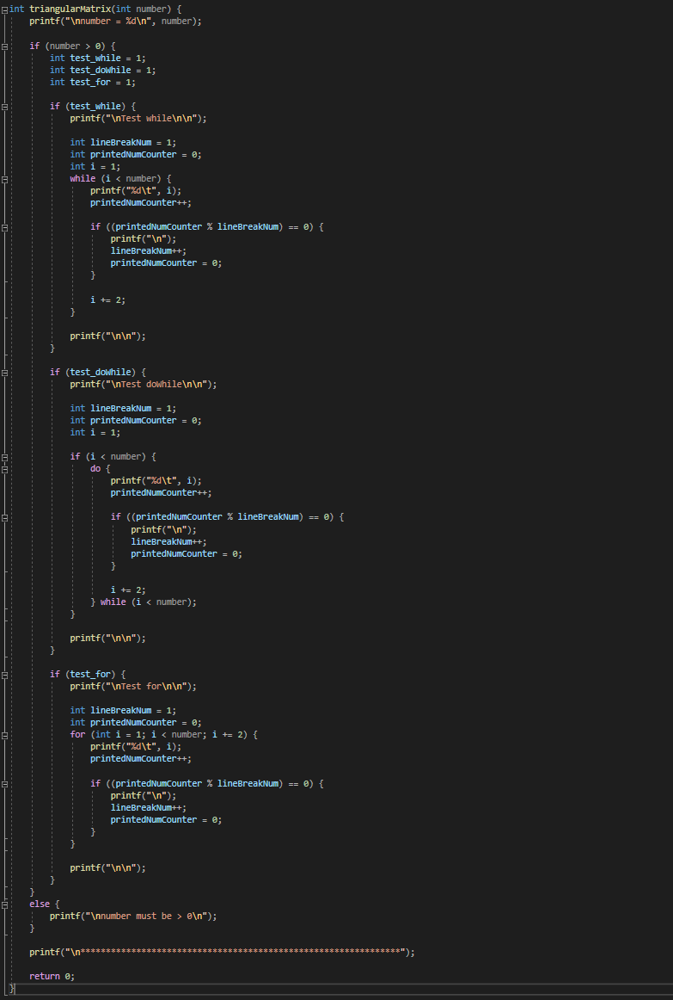 int triangularMatrix(int number) {
    printf("\nnumber = %d\n", number);

    if (number > 0) {
        int test_while = 1;
        int test_doWhile = 1;
        int test_for = 1;

        if (test_while) {
            printf("\nTest while\n\n");

            int lineBreakNum = 1;
            int printedNumCounter = 0;
            int i = 1;
            while (i < number) {
                printf("%d\t", i);
                printedNumCounter++;

                if ((printedNumCounter % lineBreakNum) == 0) {
                    printf("\n");
                    lineBreakNum++;
                    printedNumCounter = 0;
                }

                i += 2;
            }

            printf("\n\n");
        }

        if (test_doWhile) {
            printf("\nTest doWhile\n\n");

            int lineBreakNum = 1;
            int printedNumCounter = 0;
            int i = 1;

            if (i < number) {
                do {
                    printf("%d\t", i);
                    printedNumCounter++;

                    if ((printedNumCounter % lineBreakNum) == 0) {
                        printf("\n");
                        lineBreakNum++;
                        printedNumCounter = 0;
                    }

                    i += 2;
                } while (i < number);
            }

            printf("\n\n");
        }

        if (test_for) {
            printf("\nTest for\n\n");

            int lineBreakNum = 1;
            int printedNumCounter = 0;
            for (int i = 1; i < number; i += 2) {
                printf("%d\t", i);
                printedNumCounter++;

                if ((printedNumCounter % lineBreakNum) == 0) {
                    printf("\n");
                    lineBreakNum++;
                    printedNumCounter = 0;
                }
            }

            printf("\n\n");
        }
    }
    else {
        printf("\nnumber must be > 0\n");
    }

    printf("\n***************************************************************");

    return 0;
}